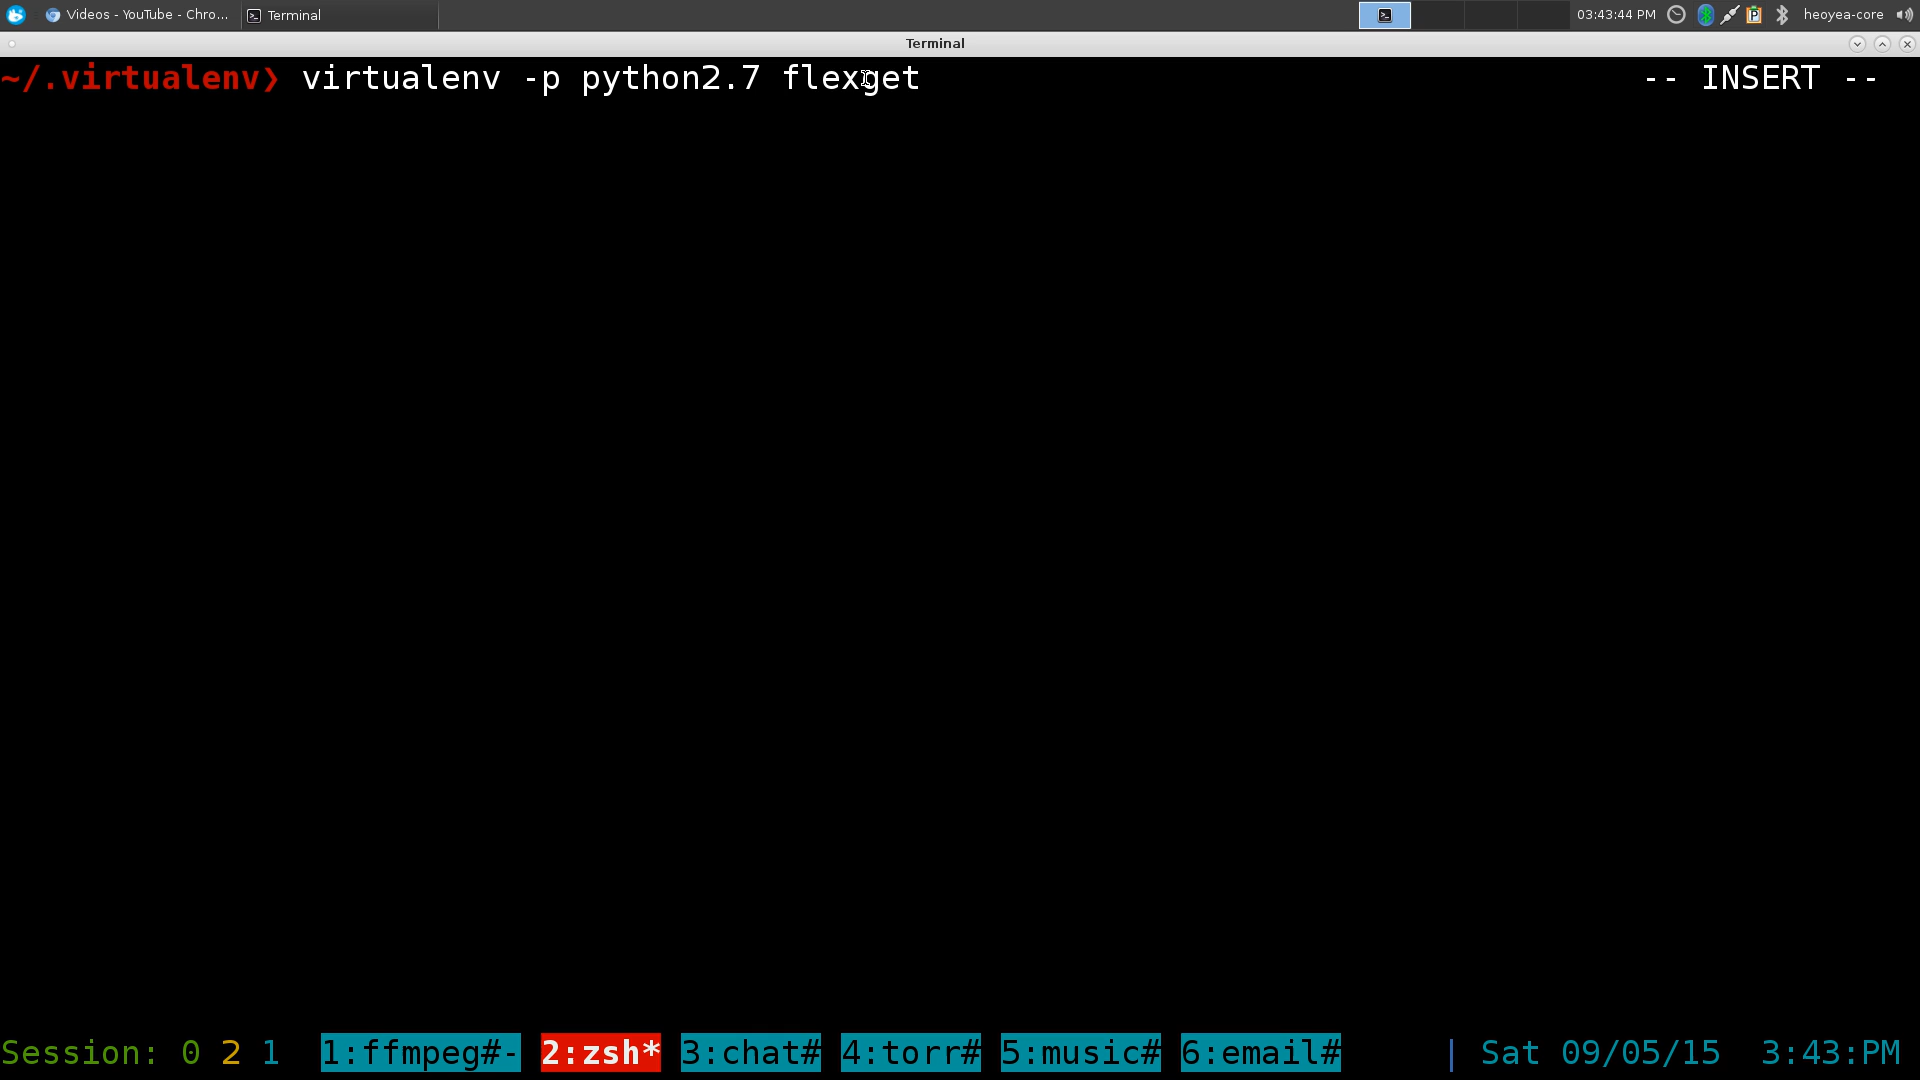 Videos - YouTube - Chro... Terminal 03:43:44 PM heoyea-core
Terminal
~/.virtualenv❯ virtualenv -p python2.7 flexget -- INSERT --
Session: 0 2 1 1:ffmpeg#- 2:zsh* 3:chat# 4:torr# 5:music# 6:email# | Sat 09/05/15 3:43:PM